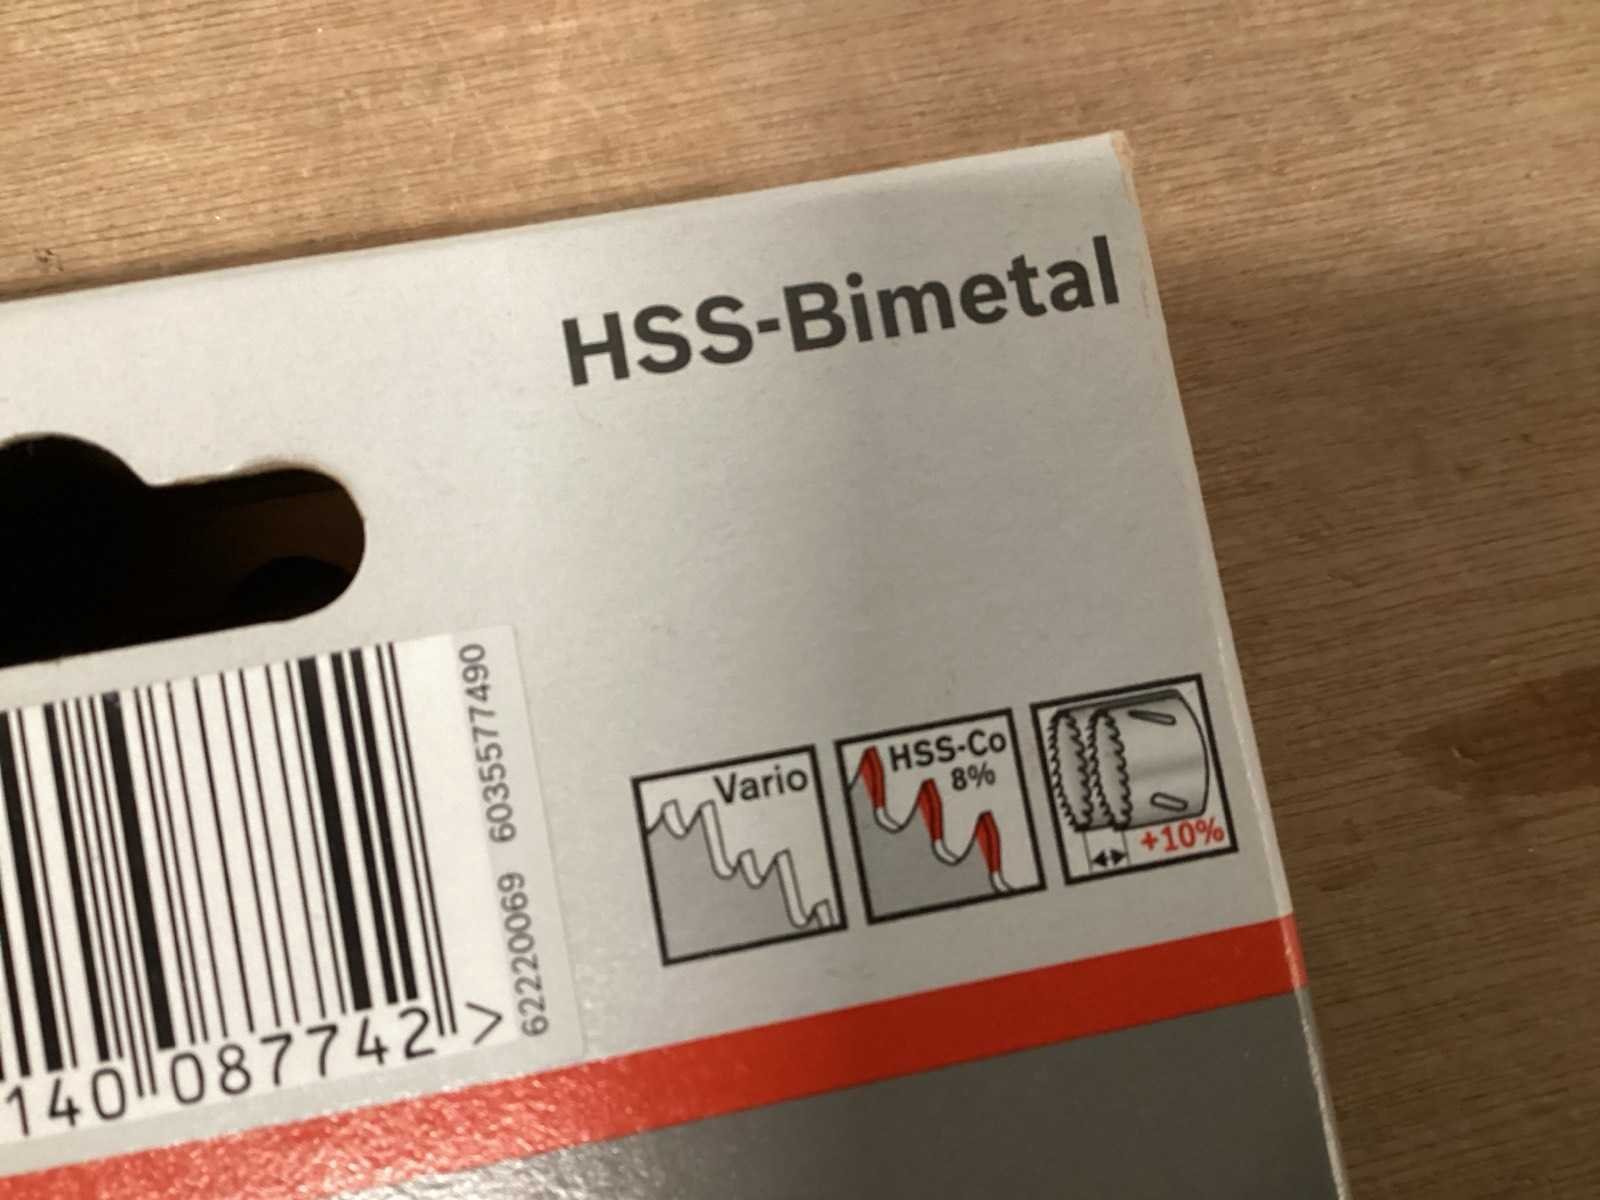 HSS-Bimetal
Vario
HSS-Co
8%
+10%
62220069 6035577490
140 087742 >